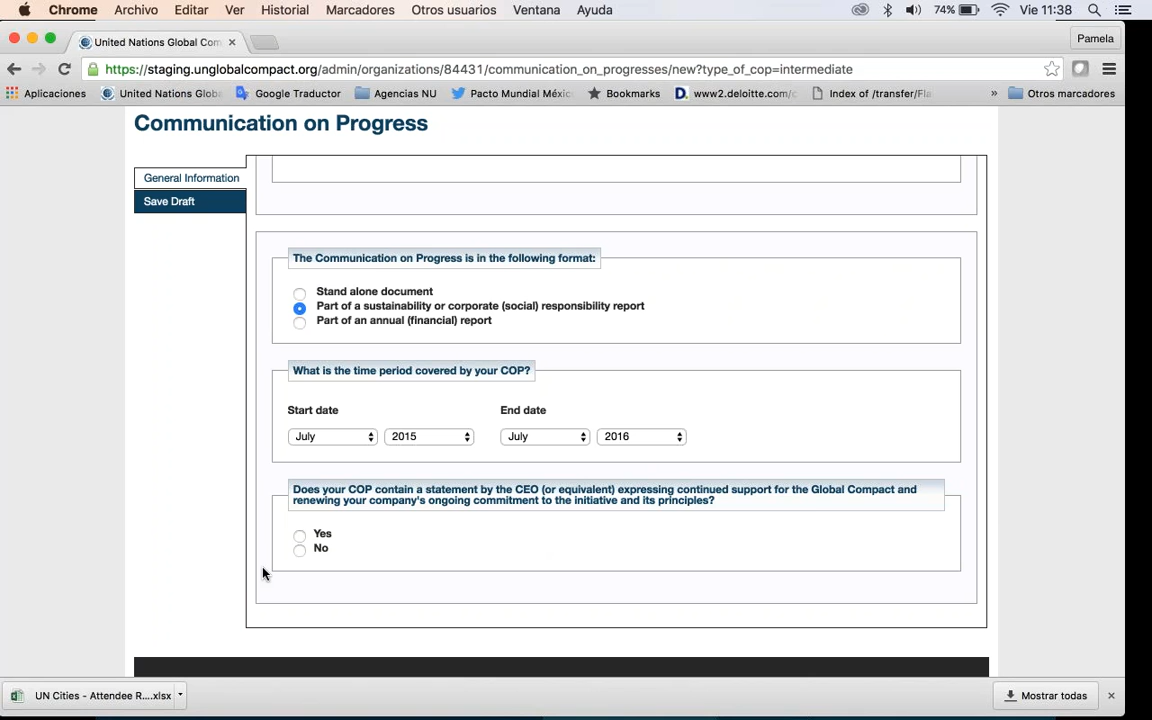 Chrome Archivo Editar Ver Historial Marcadores Otros usuarios Ventana Ayuda 74% Vie 11:38
United Nations Global Com Pamela
https://staging.unglobalcompact.org/admin/organizations/84431/communication_on_progresses/new?type_of_cop=intermediate
Aplicaciones United Nations Globa Google Traductor Agencias NU Pacto Mundial Méxic Bookmarks www2.deloitte.com/c Index of /transfer/Fla » Otros marcadores
Communication on Progress
General Information
Save Draft
The Communication on Progress is in the following format:
Stand alone document
Part of a sustainability or corporate (social) responsibility report
Part of an annual (financial) report
What is the time period covered by your COP?
Start date End date
July 2015 July 2016
Does your COP contain a statement by the CEO (or equivalent) expressing continued support for the Global Compact and
renewing your company's ongoing commitment to the initiative and its principles?
Yes
No
UN Cities - Attendee R....xlsx Mostrar todas